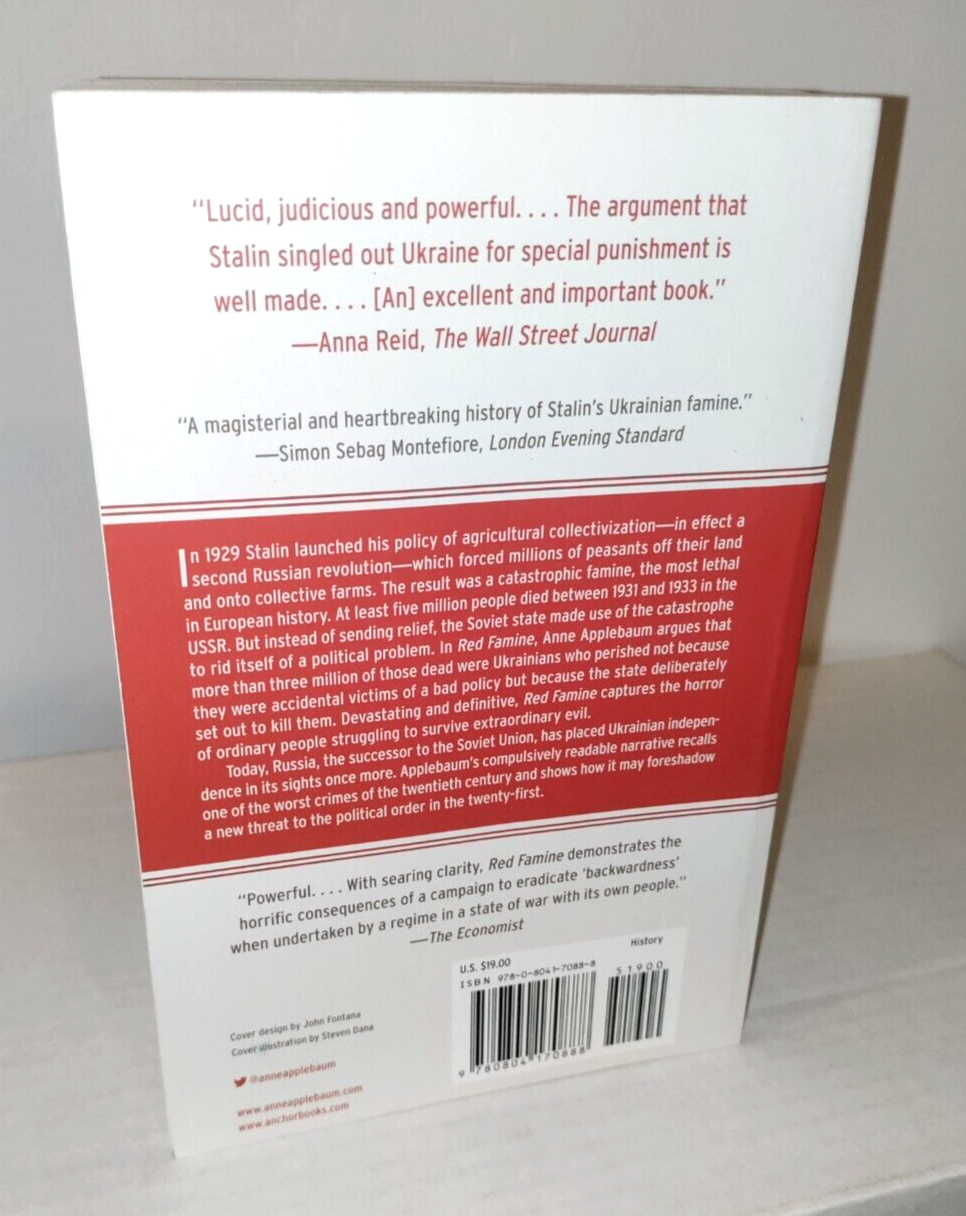 “Lucid, judicious and powerful. . . . The argument that
Stalin singled out Ukraine for special punishment is
well made. . . . [An] excellent and important book.”
—Anna Reid, The Wall Street Journal
“A magisterial and heartbreaking history of Stalin’s Ukrainian famine.”
—Simon Sebag Montefiore, London Evening Standard
In 1929 Stalin launched his policy of agricultural collectivization—in effect a
second Russian revolution—which forced millions of peasants off their land
and onto collective farms. The result was a catastrophic famine, the most lethal
in European history. At least five million people died between 1931 and 1933 in the
USSR. But instead of sending relief, the Soviet state made use of the catastrophe
to rid itself of a political problem. In Red Famine, Anne Applebaum argues that
more than three million of those dead were Ukrainians who perished not because
they were accidental victims of a bad policy but because the state deliberately
set out to kill them. Devastating and definitive, Red Famine captures the horror
of ordinary people struggling to survive extraordinary evil.
Today, Russia, the successor to the Soviet Union, has placed Ukrainian indepen-
dence in its sights once more. Applebaum’s compulsively readable narrative recalls
one of the worst crimes of the twentieth century and shows how it may foreshadow
a new threat to the political order in the twenty-first.
“Powerful. . . . With searing clarity, Red Famine demonstrates the
horrific consequences of a campaign to eradicate ‘backwardness’
when undertaken by a regime in a state of war with its own people.”
—The Economist
History
U.S. $19.00
ISBN 978-0-8041-7088-8
51900
9 780804 170888
Cover design by John Fontana
Cover illustration by Steven Dana
@anneapplebaum
www.anneapplebaum.com
www.anchorbooks.com